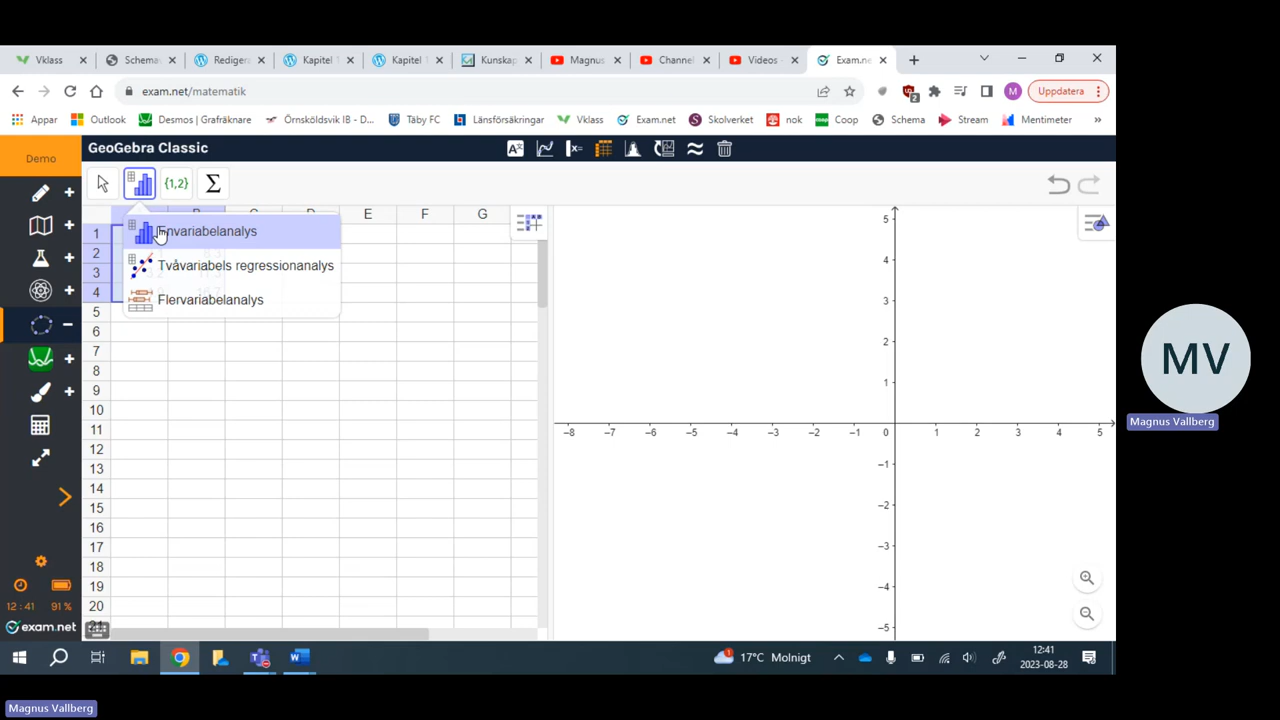 Vklass
Schema
Redigera
Kapitel 1
Kapitel 1
Kunskap
Magnus
Channel
Videos -
Exam.ne
exam.net/matematik
Uppdatera
Appar
Outlook
Desmos | Grafräknare
Örnsköldsvik IB – D...
Täby FC
Länsförsäkringar
Vklass
Exam.net
Skolverket
nok
Coop
Schema
Stream
Mentimeter
»
Demo
GeoGebra Classic
{1,2}
Σ
C D E F G
Envariabelanalys
Tvåvariabels regressionanalys
Flervariabelanalys
1
2
3
4
5
6
7
8
9
10
11
12
13
14
15
16
17
18
19
20
21
5
4
3
2
1
–8 –7 –6 –5 –4 –3 –2 –1 0 1 2 3 4 5
–1
–2
–3
–4
–5
12 : 41 91 %
exam.net
17°C Molnigt
12:41
2023-08-28
MV
Magnus Vallberg
Magnus Vallberg